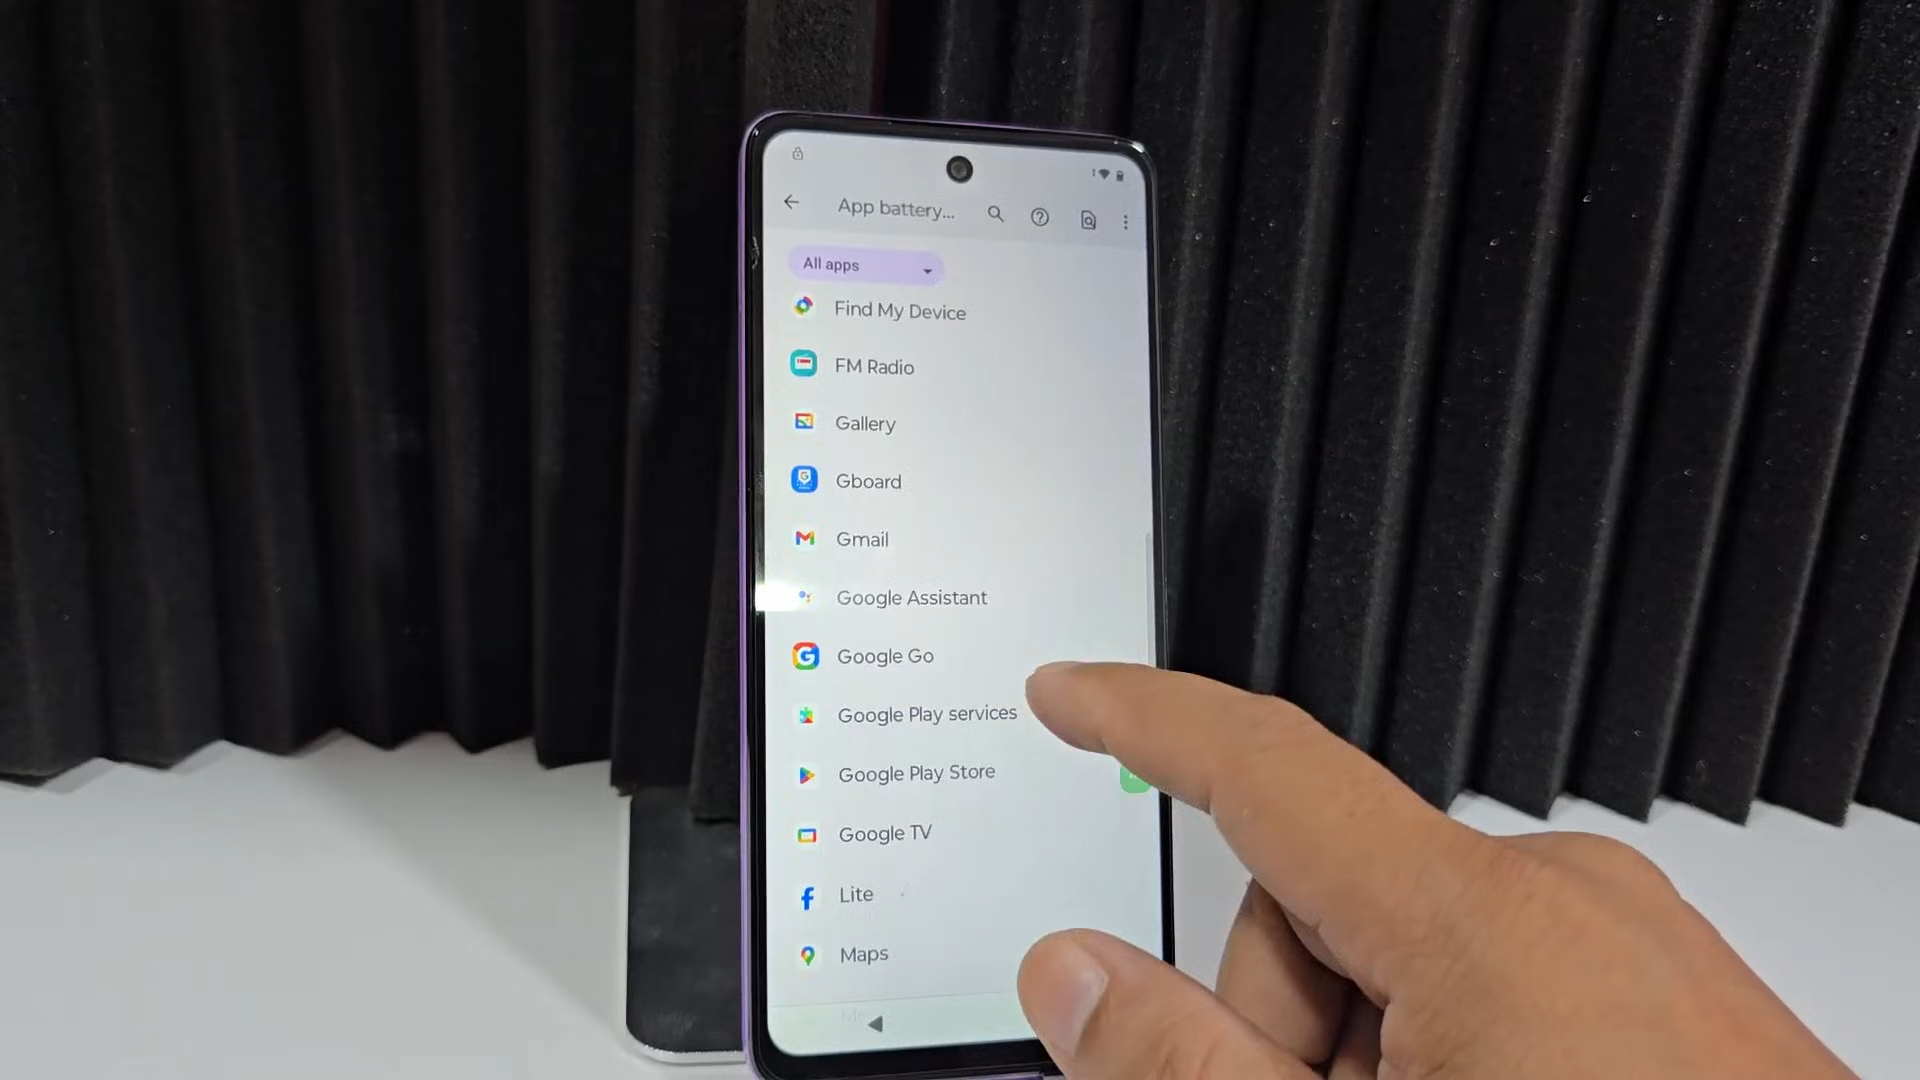 App battery...
All apps
Find My Device
FM Radio
Gallery
Gboard
Gmail
Google Assistant
Google Go
Google Play services
Google Play Store
Google TV
Lite
Maps